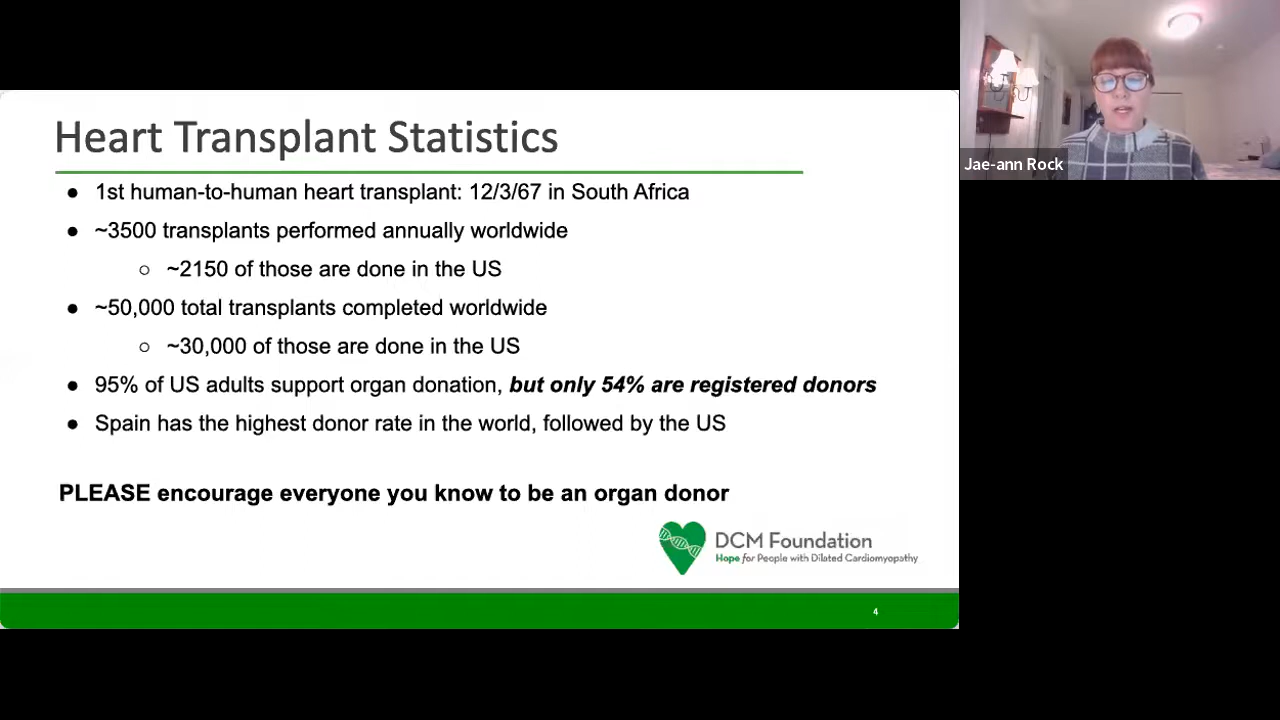 Heart Transplant Statistics
● 1st human-to-human heart transplant: 12/3/67 in South Africa
● ~3500 transplants performed annually worldwide
○ ~2150 of those are done in the US
● ~50,000 total transplants completed worldwide
○ ~30,000 of those are done in the US
● 95% of US adults support organ donation, but only 54% are registered donors
● Spain has the highest donor rate in the world, followed by the US
PLEASE encourage everyone you know to be an organ donor
DCM Foundation
Hope for People with Dilated Cardiomyopathy
4
Jae-ann Rock